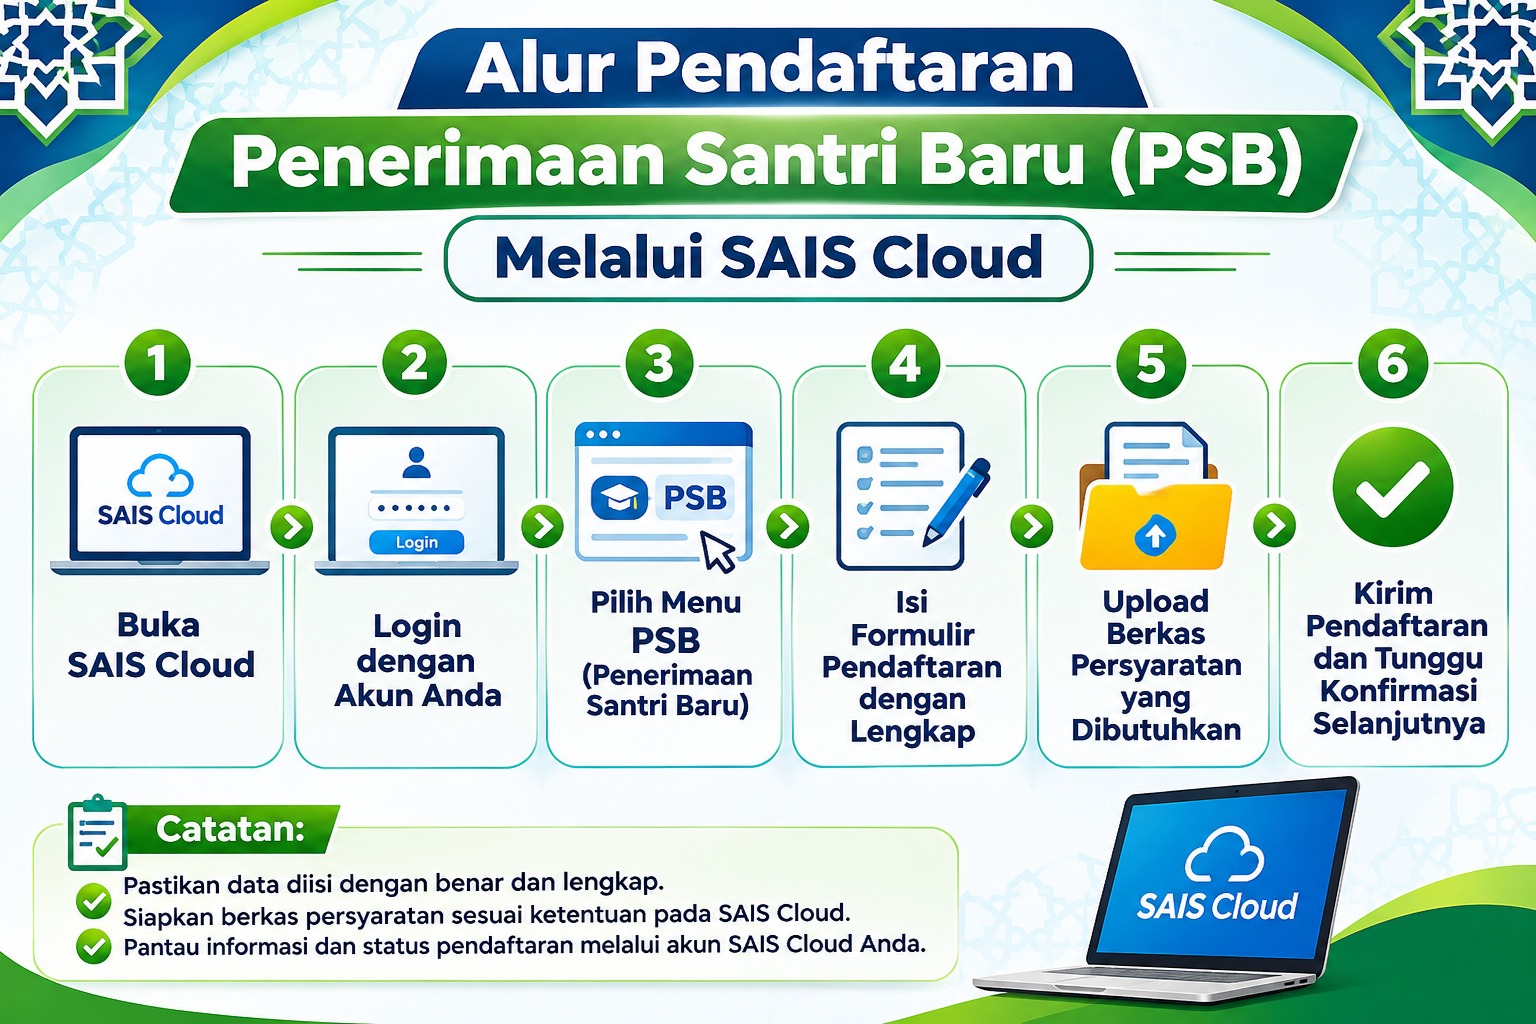 Alur Pendaftaran
Penerimaan Santri Baru (PSB)
Melalui SAIS Cloud
1
SAIS Cloud
Buka
SAIS Cloud
2
Login
Login
dengan
Akun Anda
3
PSB
Pilih Menu
PSB
(Penerimaan
Santri Baru)
4
Isi
Formulir
Pendaftaran
dengan
Lengkap
5
Upload
Berkas
Persyaratan
yang
Dibutuhkan
6
Kirim
Pendaftaran
dan Tunggu
Konfirmasi
Selanjutnya
Catatan:
Pastikan data diisi dengan benar dan lengkap.
Siapkan berkas persyaratan sesuai ketentuan pada SAIS Cloud.
Pantau informasi dan status pendaftaran melalui akun SAIS Cloud Anda.
SAIS Cloud